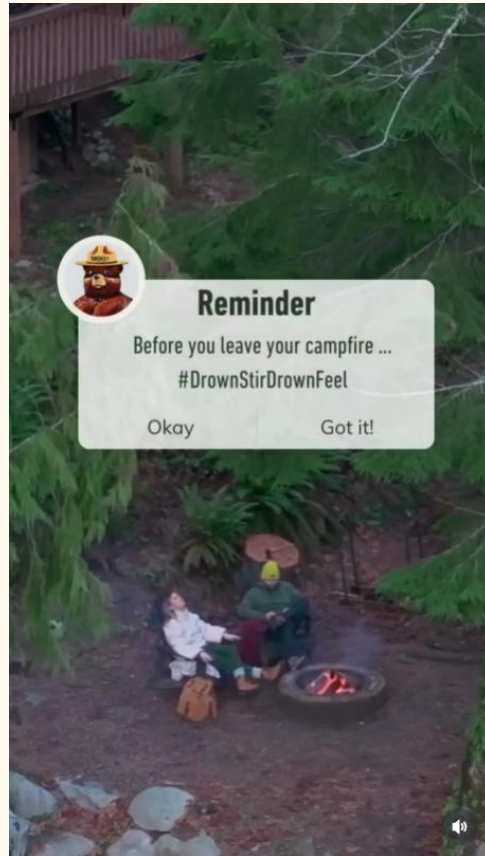 SMOKEY
Reminder
Before you leave your campfire ...
#DrownStirDrownFeel
Okay Got it!